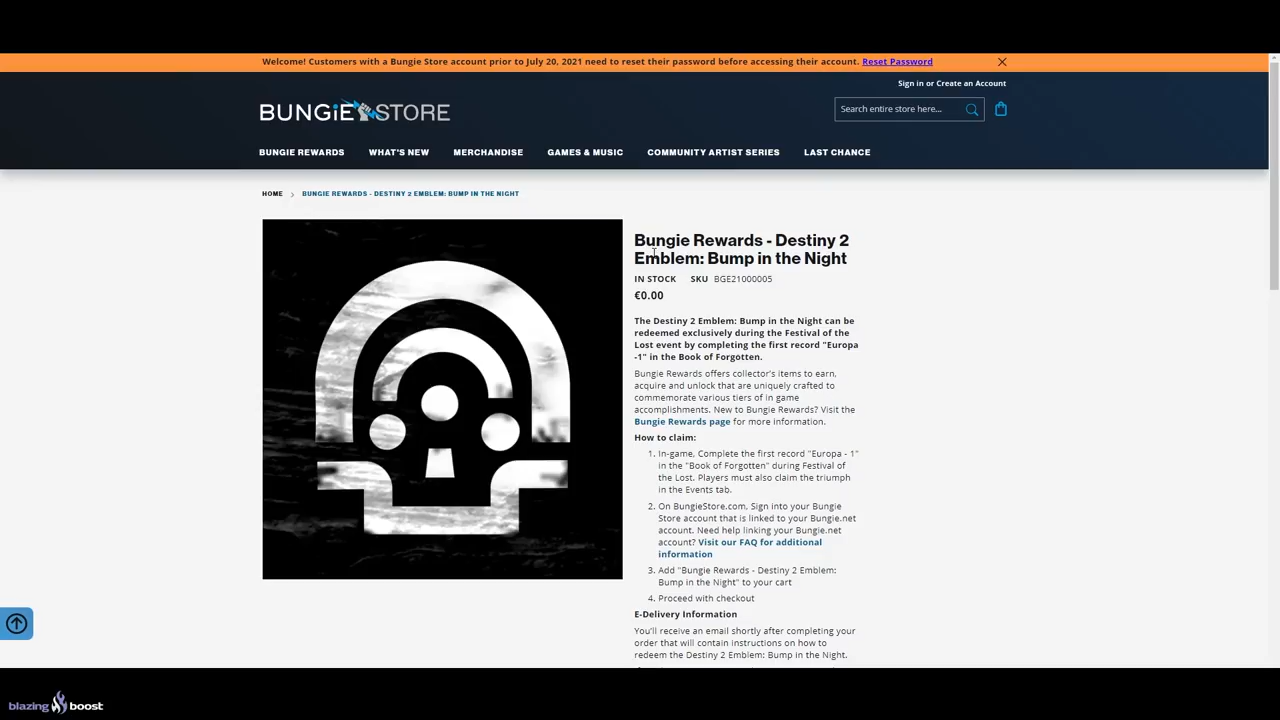 Welcome! Customers with a Bungie Store account prior to July 20, 2021 need to reset their password before accessing their account. Reset Password
Sign in or Create an Account
BUNGIE STORE
Search entire store here...
BUNGIE REWARDS WHAT'S NEW MERCHANDISE GAMES & MUSIC COMMUNITY ARTIST SERIES LAST CHANCE
HOME > BUNGIE REWARDS - DESTINY 2 EMBLEM: BUMP IN THE NIGHT
Bungie Rewards - Destiny 2
Emblem: Bump in the Night
IN STOCK SKU BGE21000005
€0.00
The Destiny 2 Emblem: Bump in the Night can be
redeemed exclusively during the Festival of the
Lost event by completing the first record "Europa
-1" in the Book of Forgotten.
Bungie Rewards offers collector's items to earn,
acquire and unlock that are uniquely crafted to
commemorate various tiers of in game
accomplishments. New to Bungie Rewards? Visit the
Bungie Rewards page for more information.
How to claim:
1. In-game, Complete the first record "Europa - 1"
in the "Book of Forgotten" during Festival of
the Lost. Players must also claim the triumph
in the Events tab.
2. On BungieStore.com, Sign into your Bungie
Store account that is linked to your Bungie.net
account. Need help linking your Bungie.net
account? Visit our FAQ for additional
information
3. Add "Bungie Rewards - Destiny 2 Emblem:
Bump in the Night" to your cart
4. Proceed with checkout
E-Delivery Information
You'll receive an email shortly after completing your
order that will contain instructions on how to
redeem the Destiny 2 Emblem: Bump in the Night.
blazing boost